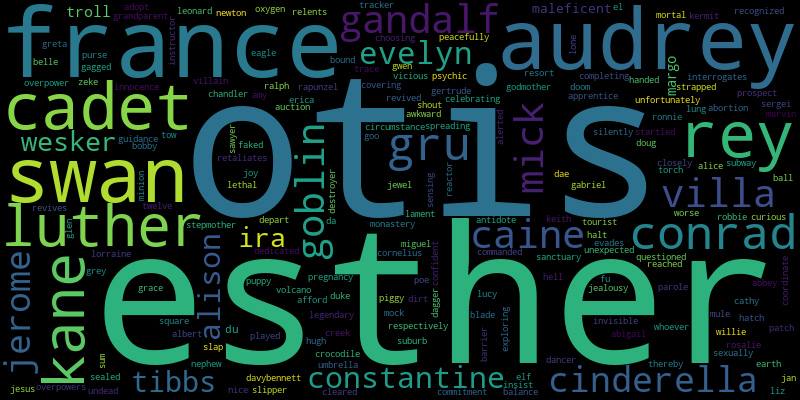 troll
adopt
grandparent
leonard newton oxygen relents
gandalf
tracker
maleficent el
mortal kermit recognized
france
audrey
greta purse
belle gagged
instructor
eagle
choosing
evelyn
bound peacefully
gwen
trace vicious psychic
tone
resort completing
handed
margo
interrogates
overpower zeke
innocence villain
ralph rapunzel
covering
gertrude
godmother doom
strapped prospect
cadet
otis
chandler amy
erica revived shout celebrating
apprentice unfortunately
auction awkward
lung abortion sergei
guidance tow
sawyer
faked
circumstance spreading
alerted
mick
ronnie marvin
wesker
bobby
goblin
goo
gru
silently startled
doug
rey
retaliates
closely alice subway
swan
minion
joy
lethal
destroyer
jewel
sensing
reactor
dae
gabriel
torch
ball
villa
revives twelve
stepmother
depart
da
lament antidote
keith tourist
worse robbie curious
luther
glen
ira
monastery
caine
halt
unexpected questioned
conrad
lorraine
dedicated
miguel
cornelius
confident
commanded
evades
sanctuary reached
jerome
kane
grey
alison
pregnancy
puppy
volcano
poe
hell
fu
parole
abbey
coordinate
esther
grace
afford duke piggy dirt
dagger
lucy
jealousy cathy
square
du
legendary mock
blade
exploring
invisible mule hatch
albert played
creek respectively
barrier
whoever willie patch
slap
hugh suburb
abigail
rosalie
sum
nephew
crocodile
dancer thereby sexually earth
tibbs
umbrella
constantine
elf
insist
cinderella
jan
jesus sealed
overpowers undead
davybennett
nice slipper
cleared
commitment balance
liz